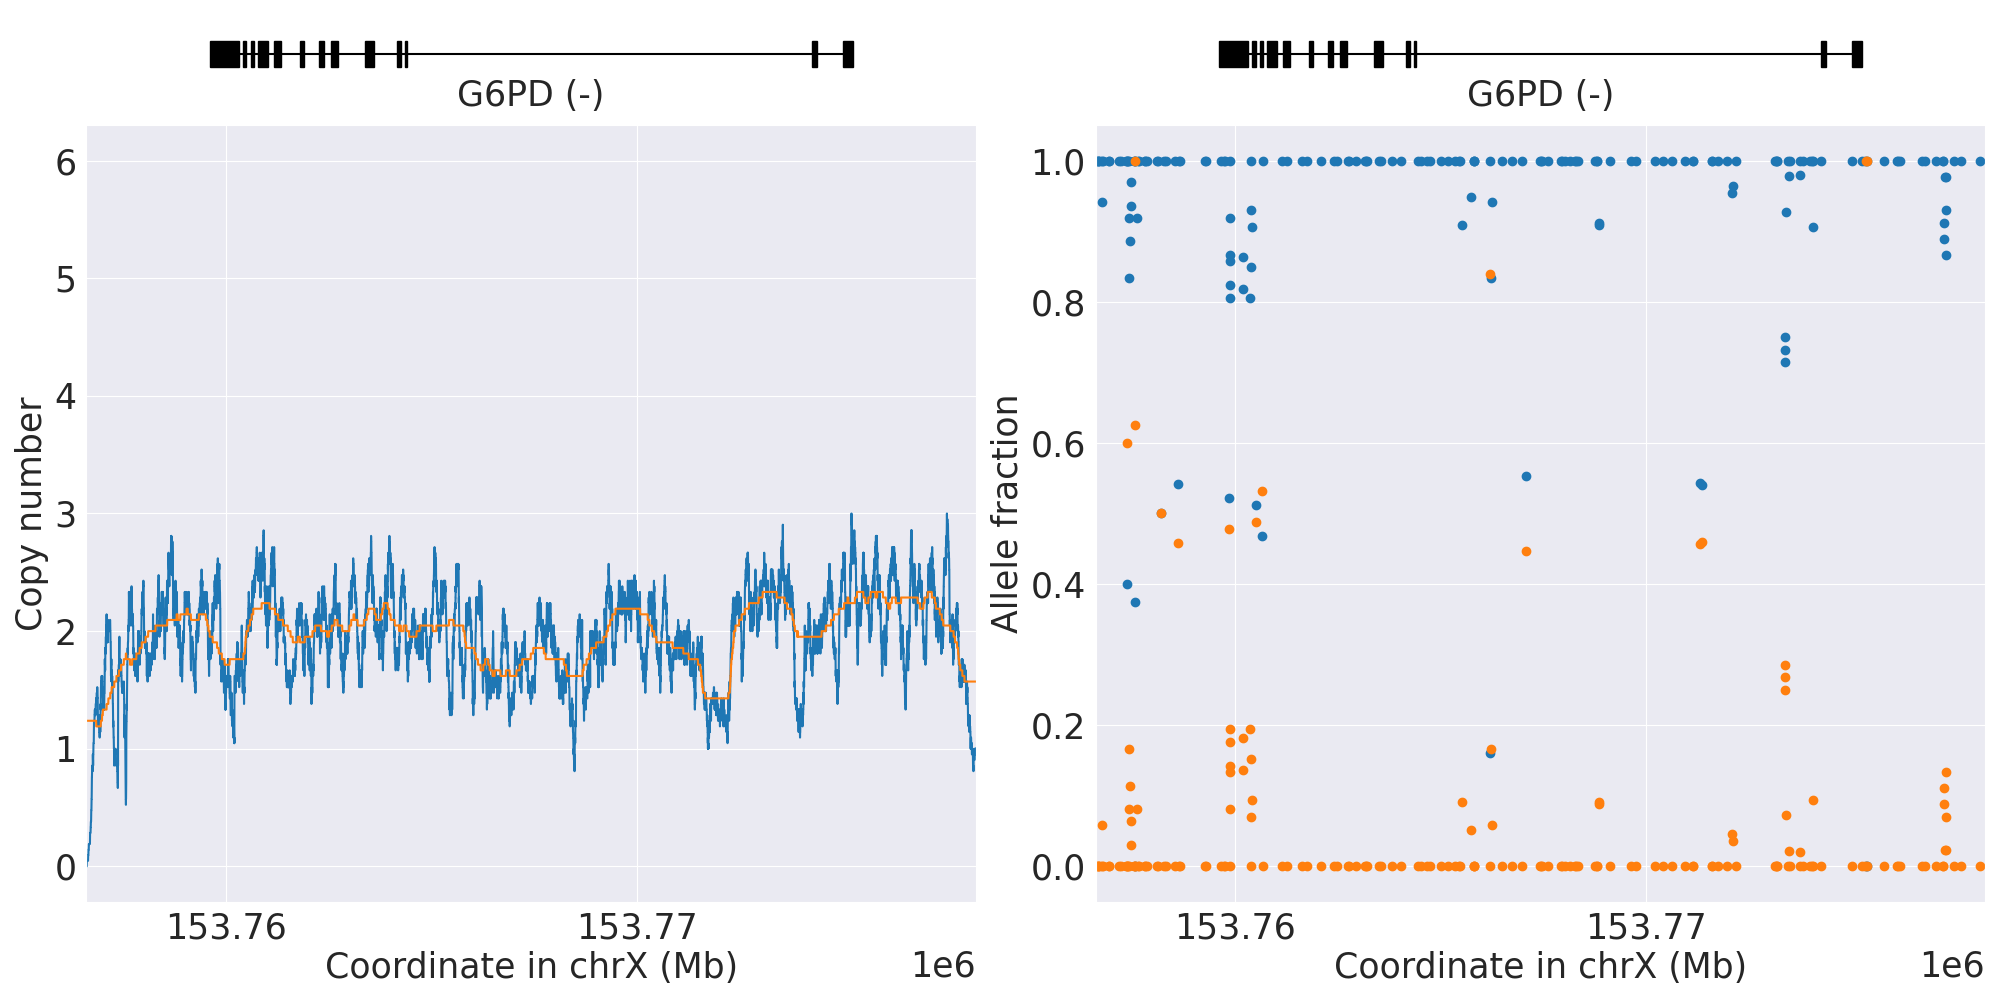 G6PD (-)
6
5
4
3
2
1
0
Copy number
153.76
153.77
Coordinate in chrX (Mb)
1e6
G6PD (-)
1.0
0.8
0.6
0.4
0.2
0.0
Allele fraction
153.76
153.77
Coordinate in chrX (Mb)
1e6